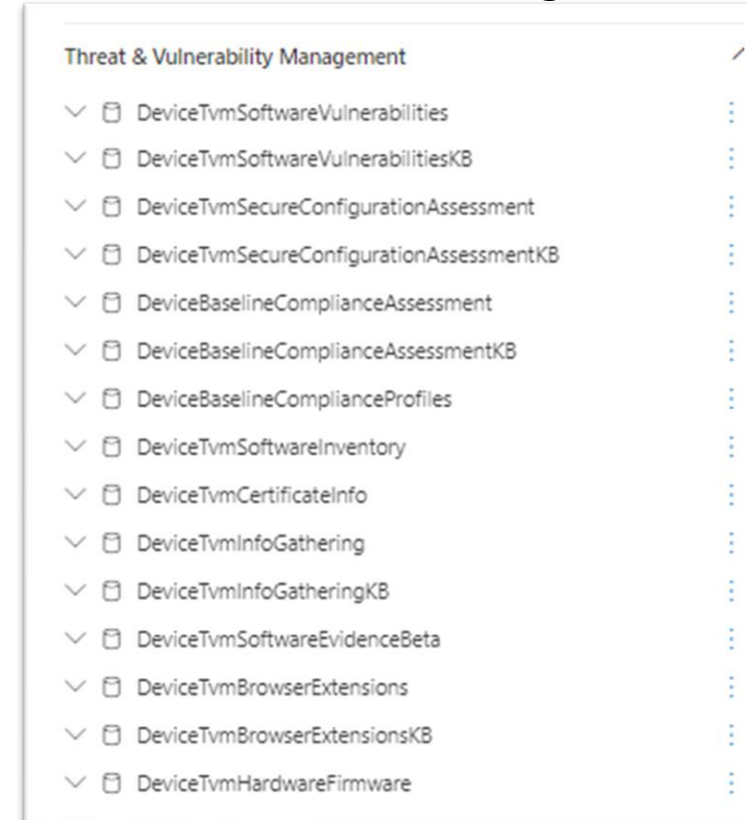 Threat & Vulnerability Management
DeviceTvmSoftwareVulnerabilities
DeviceTvmSoftwareVulnerabilitiesKB
DeviceTvmSecureConfigurationAssessment
DeviceTvmSecureConfigurationAssessmentKB
DeviceBaselineComplianceAssessment
DeviceBaselineComplianceAssessmentKB
DeviceBaselineComplianceProfiles
DeviceTvmSoftwareInventory
DeviceTvmCertificateInfo
DeviceTvmInfoGathering
DeviceTvmInfoGatheringKB
DeviceTvmSoftwareEvidenceBeta
DeviceTvmBrowserExtensions
DeviceTvmBrowserExtensionsKB
DeviceTvmHardwareFirmware